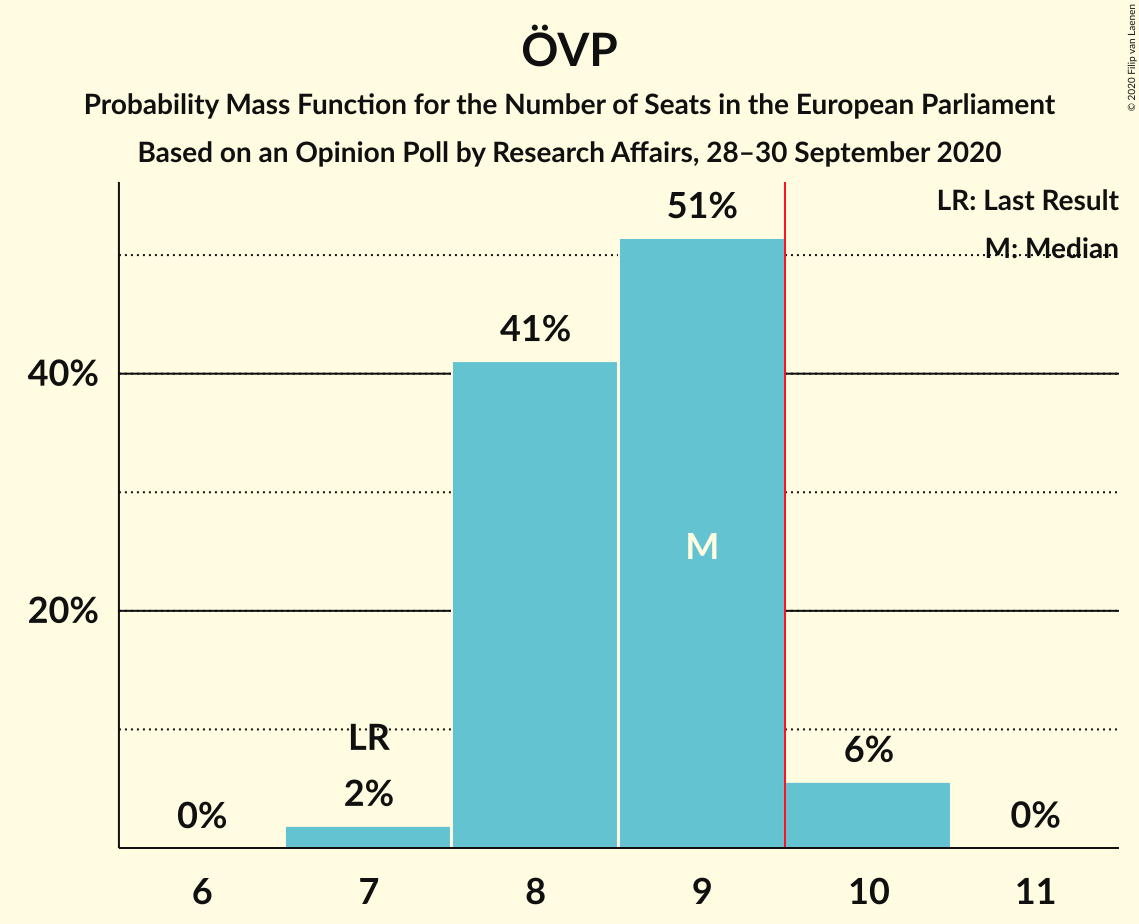 © 2020 Filip van Laenen
ÖVP
Probability Mass Function for the Number of Seats in the European Parliament
Based on an Opinion Poll by Research Affairs, 28–30 September 2020
LR: Last Result
M: Median
51%
41%
40%
M
20%
LR
2%
6%
0%
0%
6 7 8 9 10 11